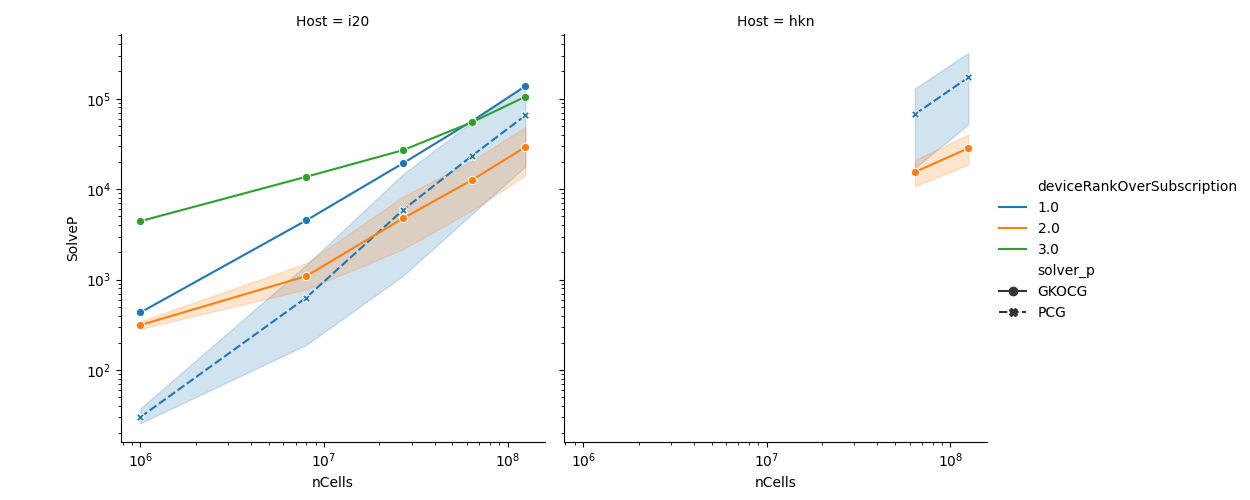 Host = i20
Host = hkn
SolveP
10^5
10^4
10^3
10^2
10^6
10^7
10^8
nCells
10^6
10^7
10^8
nCells
deviceRankOverSubscription
1.0
2.0
3.0
solver_p
GKOCG
PCG